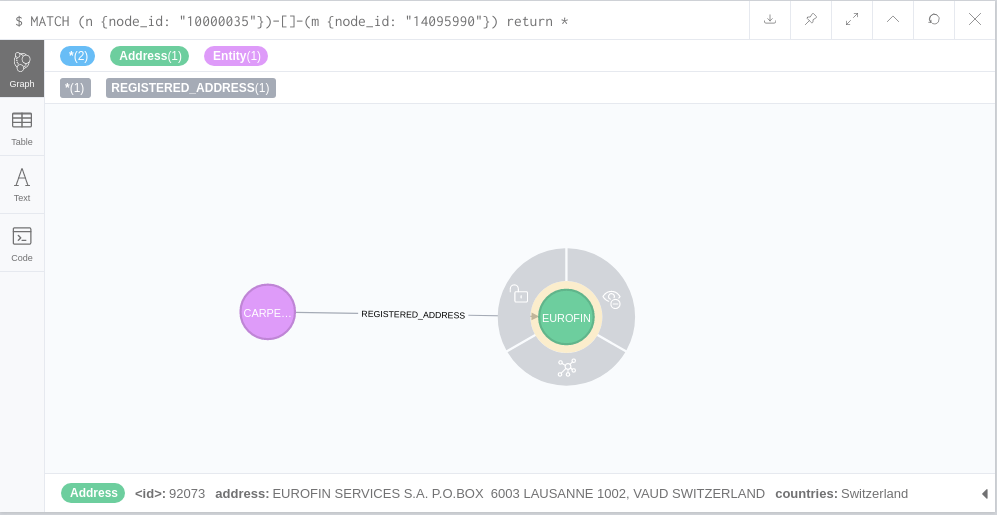 $ MATCH (n {node_id: "10000035"})-[]-(m {node_id: "14095990"}) return *
*(2) Address(1) Entity(1)
Graph
*(1) REGISTERED_ADDRESS(1)
Table
Text
Code
CARPE... REGISTERED_ADDRESS EUROFIN
Address <id>: 92073 address: EUROFIN SERVICES S.A. P.O.BOX  6003 LAUSANNE 1002, VAUD SWITZERLAND countries: Switzerland